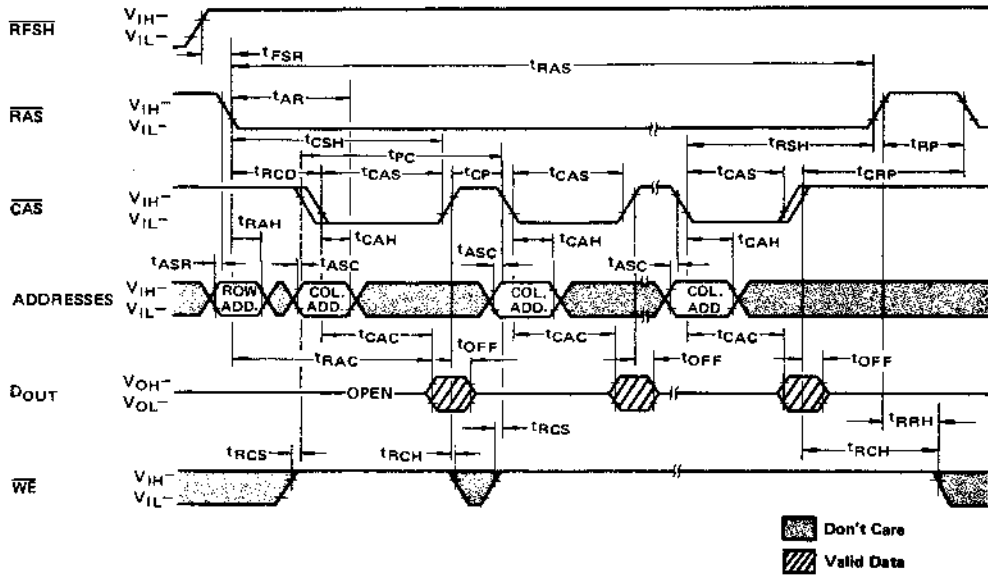 RFSH
VIH–
VIL–
tFSR
tRAS
RAS
VIH–
VIL–
tAR
tCSH
tPC
tRSH
tRP
tRCD
tCAS
tCP
tCAS
tCAS
tCRP
CAS
VIH–
VIL–
tRAH
tCAH
tCAH
tCAH
tASR
tASC
tASC
tASC
ADDRESSES
VIH–
VIL–
ROW
ADD.
COL.
ADD.
COL.
ADD.
COL.
ADD
tCAC
tCAC
tCAC
tRAC
tOFF
tOFF
tOFF
DOUT
VOH–
VOL–
OPEN
tRCS
tRRH
tRCS
tRCH
tRCH
WE
VIH–
VIL–
Don't Care
Valid Data